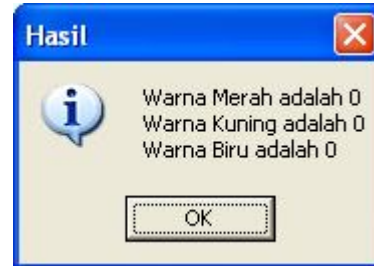 Hasil
Warna Merah adalah 0
Warna Kuning adalah 0
Warna Biru adalah 0
OK